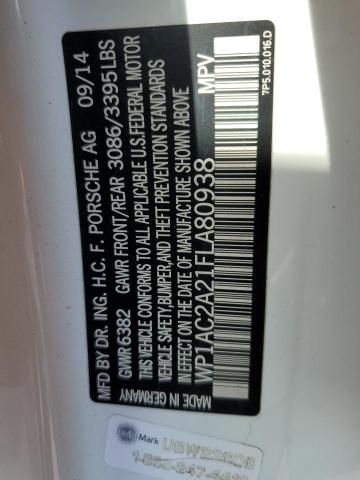 MFD BY DR. ING. H.C. F. PORSCHE AG 09/14
GWR 6382 GAWR FRONT/REAR 3086/3395 LBS
THIS VEHICLE CONFORMS TO ALL APPLICABLE U.S.FEDERAL MOTOR
VEHICLE SAFETY,BUMPER,AND THEFT PREVENTION STANDARDS
IN EFFECT ON THE DATE OF MANUFACTURE SHOWN ABOVE
MADE IN GERMANY
WP1AC2A21FLA80938 MPV
7P5.010.016.D
Mark